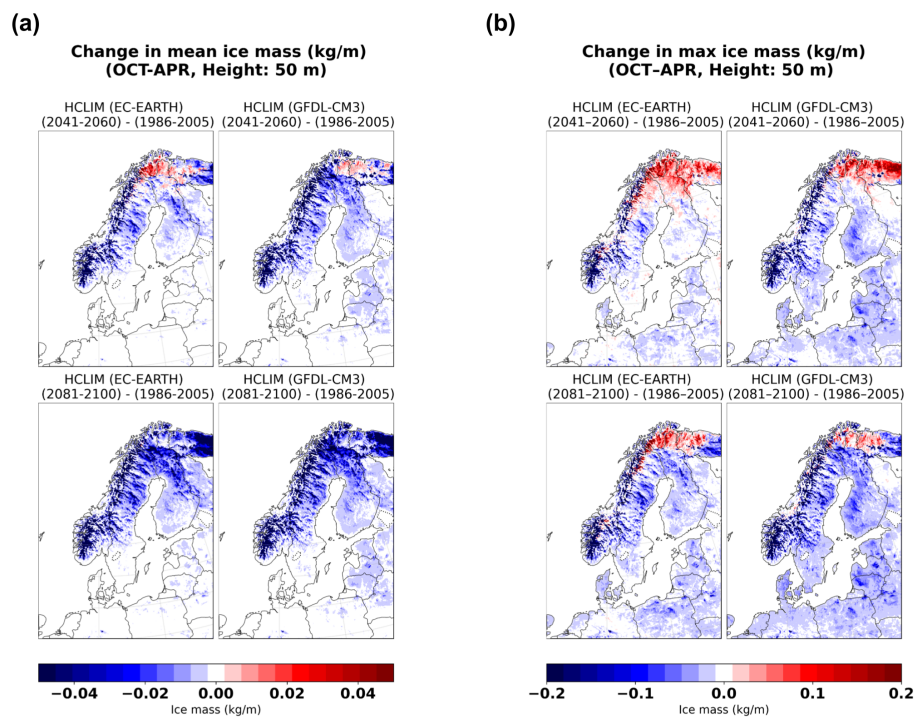 (a)
Change in mean ice mass (kg/m)
(OCT-APR, Height: 50 m)
HCLIM (EC-EARTH)
(2041-2060) - (1986-2005)
HCLIM (GFDL-CM3)
(2041-2060) - (1986-2005)
HCLIM (EC-EARTH)
(2081-2100) - (1986-2005)
HCLIM (GFDL-CM3)
(2081-2100) - (1986-2005)
−0.04 −0.02 0.00 0.02 0.04
Ice mass (kg/m)
(b)
Change in max ice mass (kg/m)
(OCT–APR, Height: 50 m)
HCLIM (EC-EARTH)
(2041–2060) - (1986–2005)
HCLIM (GFDL-CM3)
(2041–2060) - (1986–2005)
HCLIM (EC-EARTH)
(2081–2100) - (1986–2005)
HCLIM (GFDL-CM3)
(2081–2100) - (1986–2005)
−0.2 −0.1 0.0 0.1 0.2
Ice mass (kg/m)